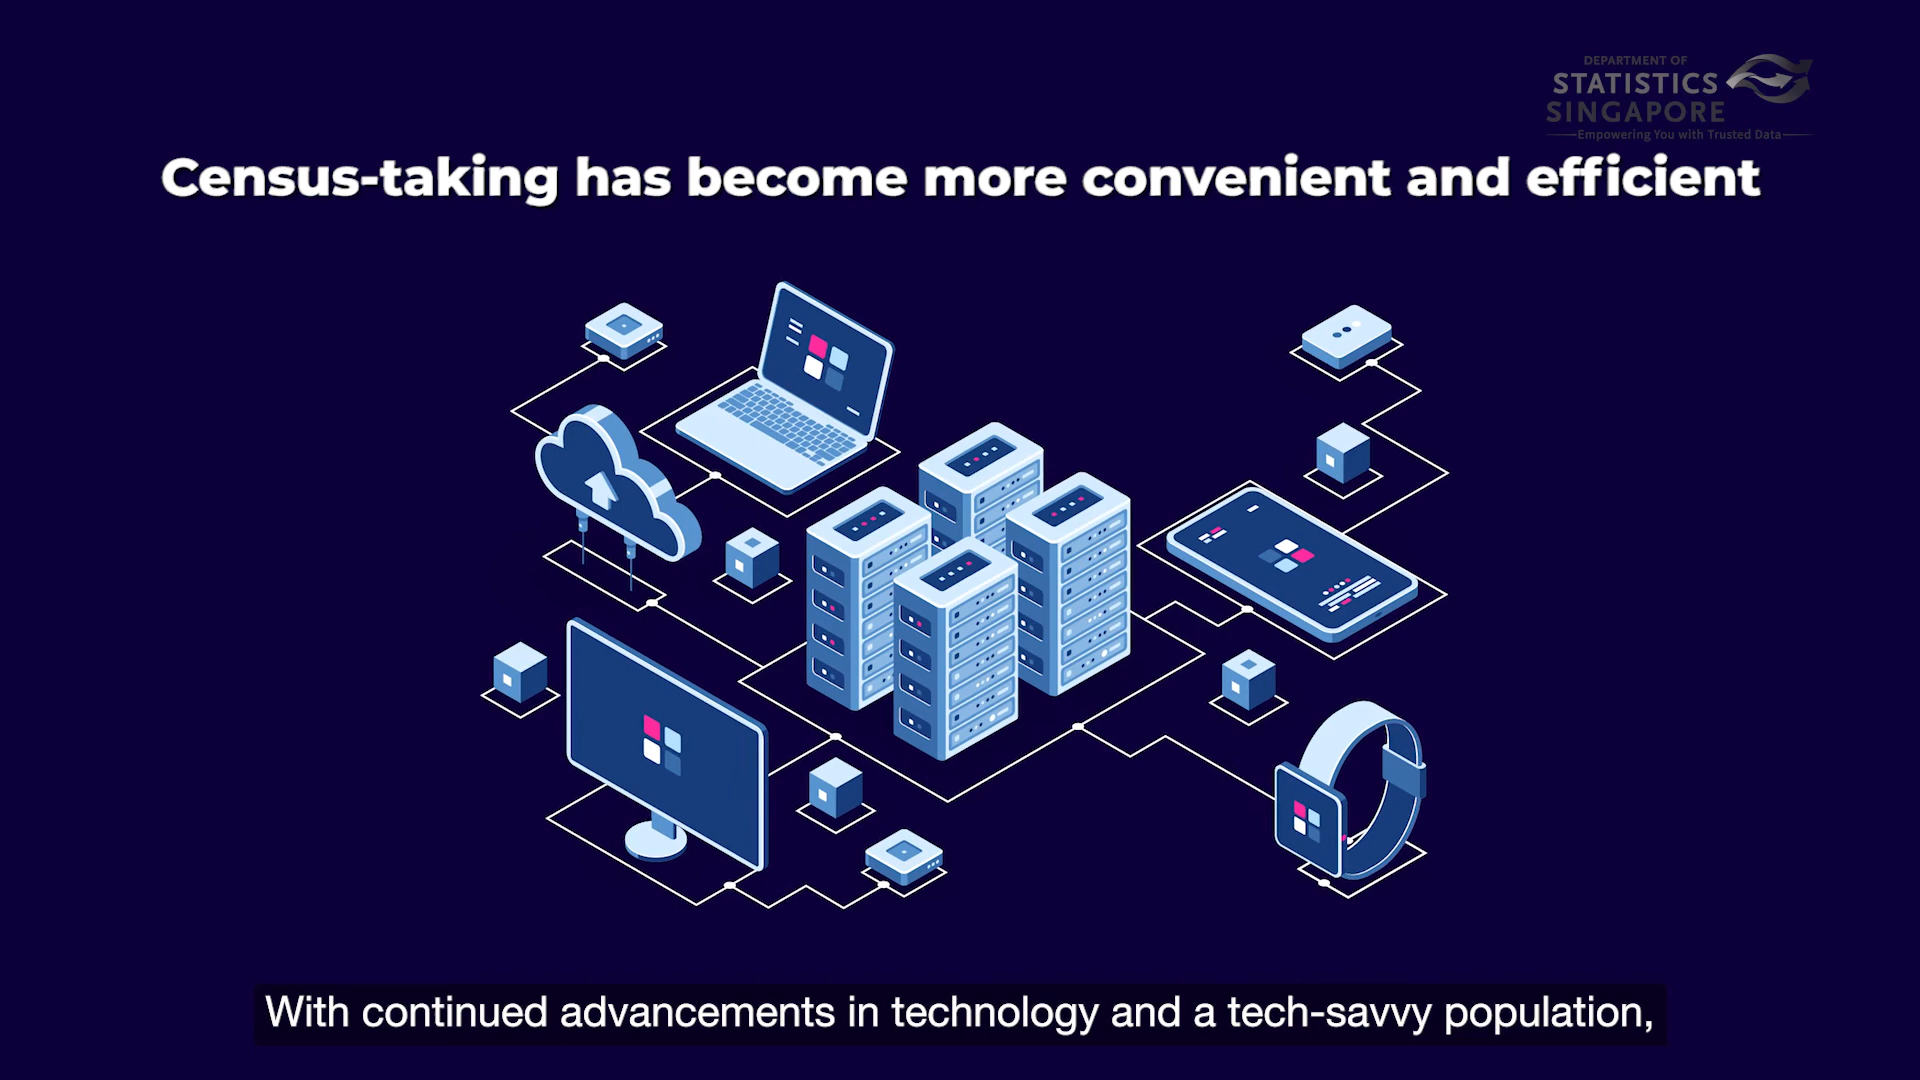 DEPARTMENT OF
STATISTICS
SINGAPORE
Empowering You with Trusted Data
Census-taking has become more convenient and efficient
With continued advancements in technology and a tech-savvy population,